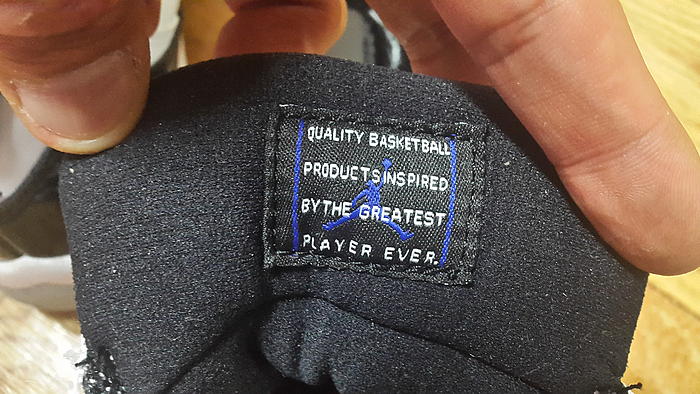 QUALITY BASKETBALL
PRODUCTS INSPIRED
BY THE GREATEST
PLAYER EVER.